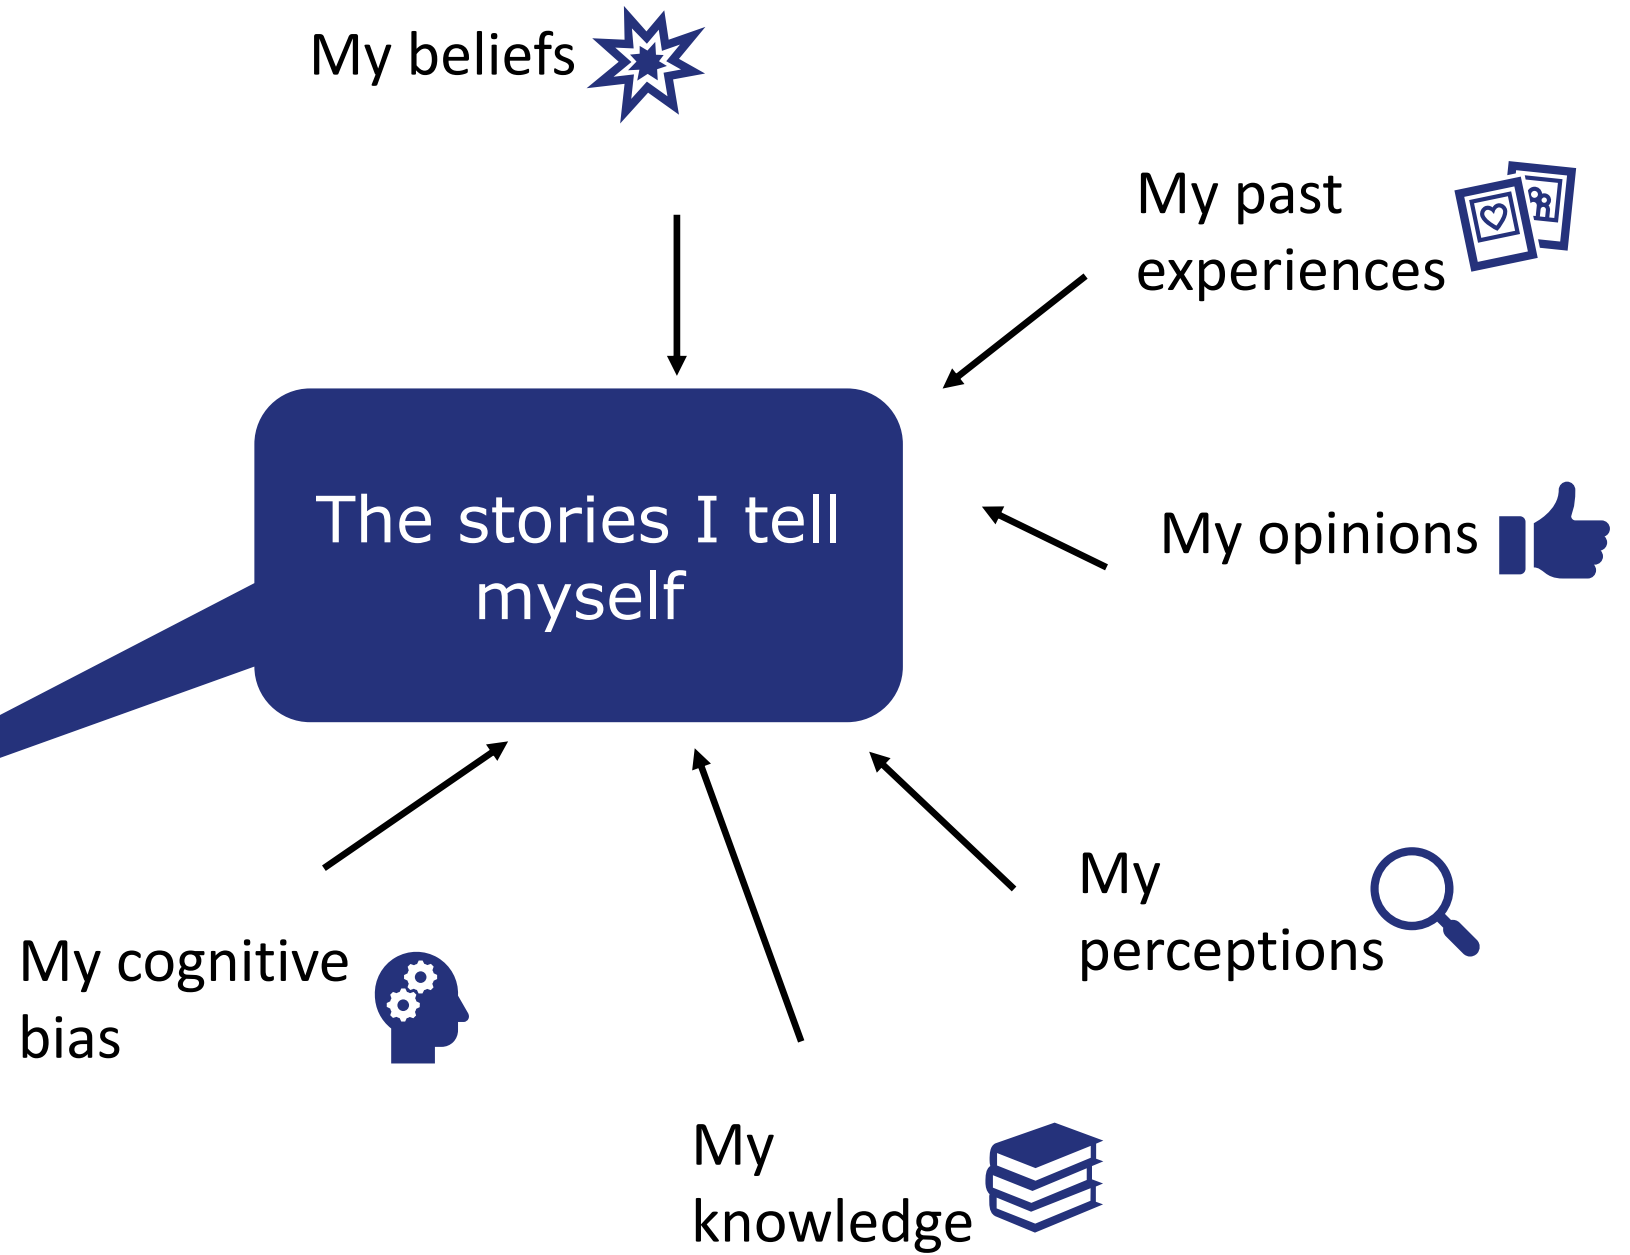 My beliefs
My past
experiences
The stories I tell
myself
My opinions
My
perceptions
My cognitive
bias
My
knowledge